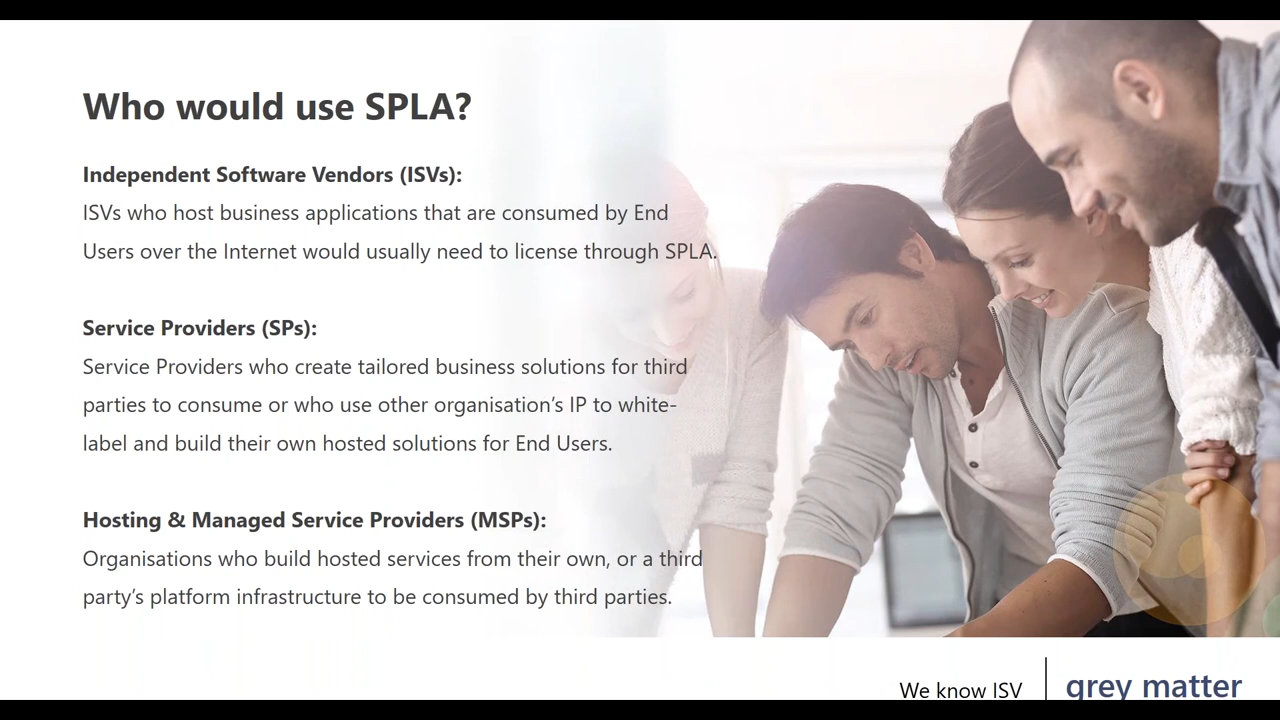 Who would use SPLA?
Independent Software Vendors (ISVs):
ISVs who host business applications that are consumed by End
Users over the Internet would usually need to license through SPLA.
Service Providers (SPs):
Service Providers who create tailored business solutions for third
parties to consume or who use other organisation's IP to white-
label and build their own hosted solutions for End Users.
Hosting & Managed Service Providers (MSPs):
Organisations who build hosted services from their own, or a third
party's platform infrastructure to be consumed by third parties.
We know ISV
grey matter